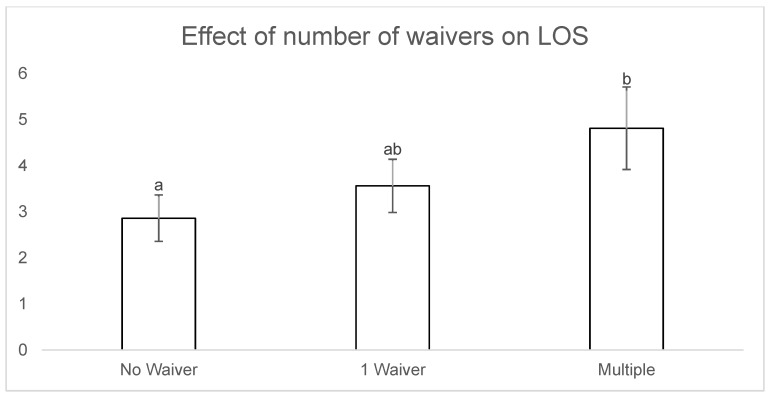 Effect of number of waivers on LOS
6
5
4
3
2
1
0
a
ab
b
No Waiver
1 Waiver
Multiple